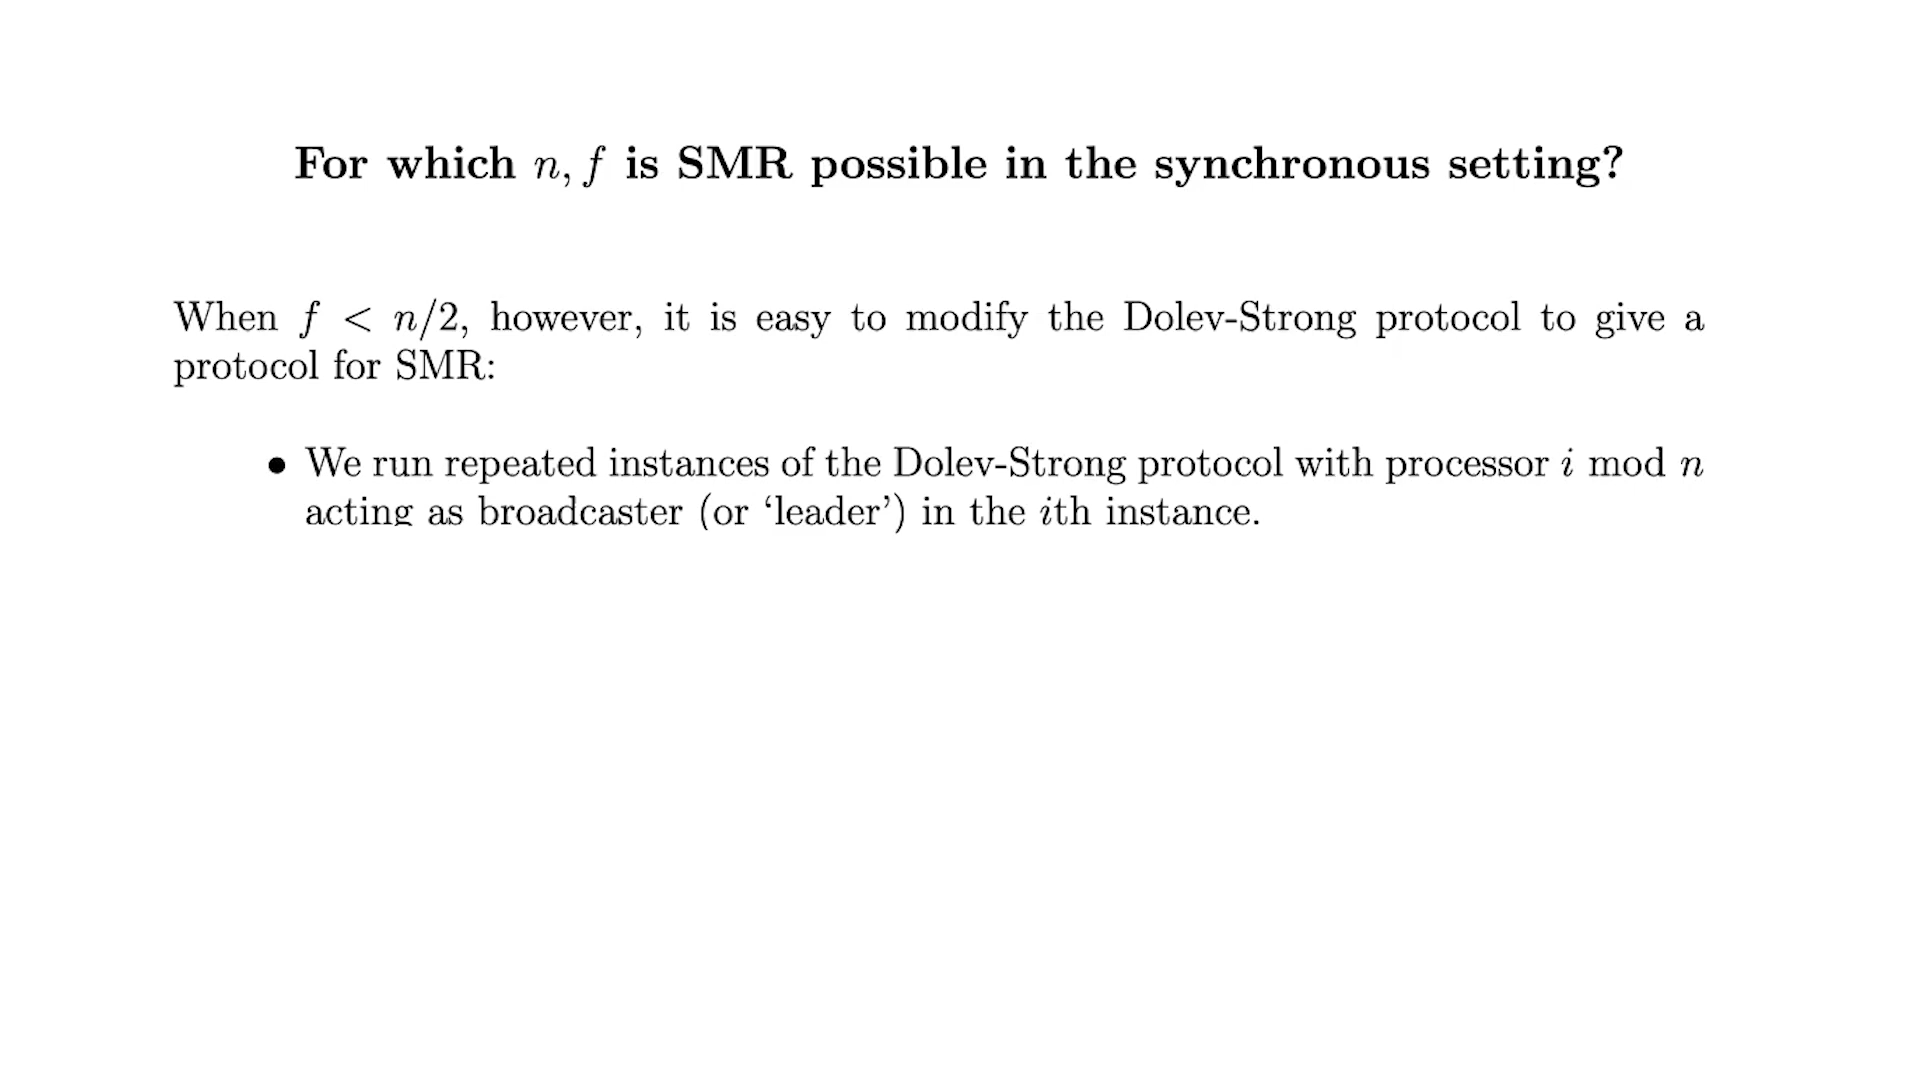 For which n, f is SMR possible in the synchronous setting?
When f < n/2, however, it is easy to modify the Dolev-Strong protocol to give a
protocol for SMR:
• We run repeated instances of the Dolev-Strong protocol with processor i mod n
acting as broadcaster (or ‘leader’) in the ith instance.